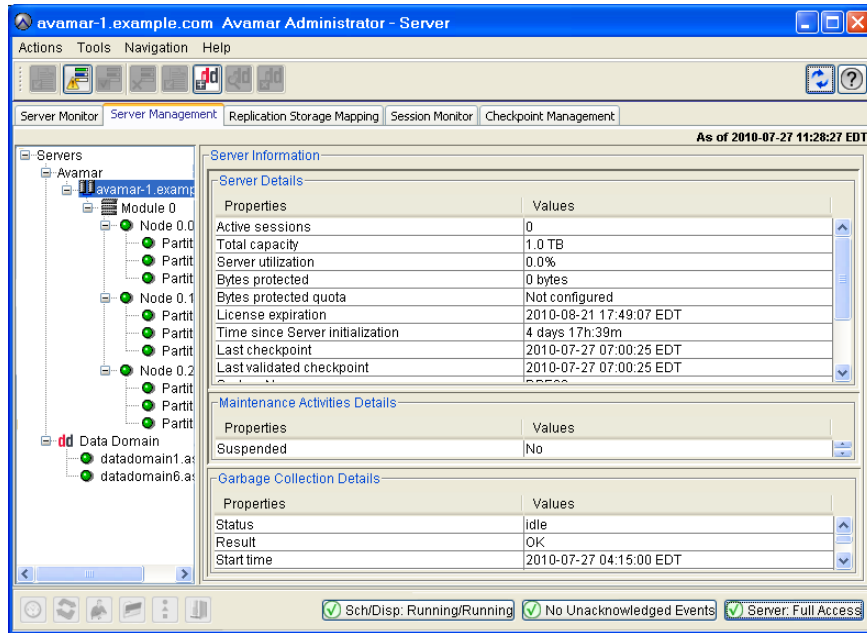 avamar-1.example.com Avamar Administrator - Server
Actions Tools Navigation Help
dd dd dd
Server Monitor Server Management Replication Storage Mapping Session Monitor Checkpoint Management
As of 2010-07-27 11:28:27 EDT
Servers
Avamar
avamar-1.examp
Module 0
Node 0.0
Partit
Partit
Partit
Node 0.1
Partit
Partit
Partit
Node 0.2
Partit
Partit
Partit
dd Data Domain
datadomain1.a
datadomain6.a
Server Information
Server Details
Properties Values
Active sessions 0
Total capacity 1.0 TB
Server utilization 0.0%
Bytes protected 0 bytes
Bytes protected quota Not configured
License expiration 2010-08-21 17:49:07 EDT
Time since Server initialization 4 days 17h:39m
Last checkpoint 2010-07-27 07:00:25 EDT
Last validated checkpoint 2010-07-27 07:00:25 EDT
Maintenance Activities Details
Properties Values
Suspended No
Garbage Collection Details
Properties Values
Status idle
Result OK
Start time 2010-07-27 04:15:00 EDT
Sch/Disp: Running/Running No Unacknowledged Events Server: Full Access